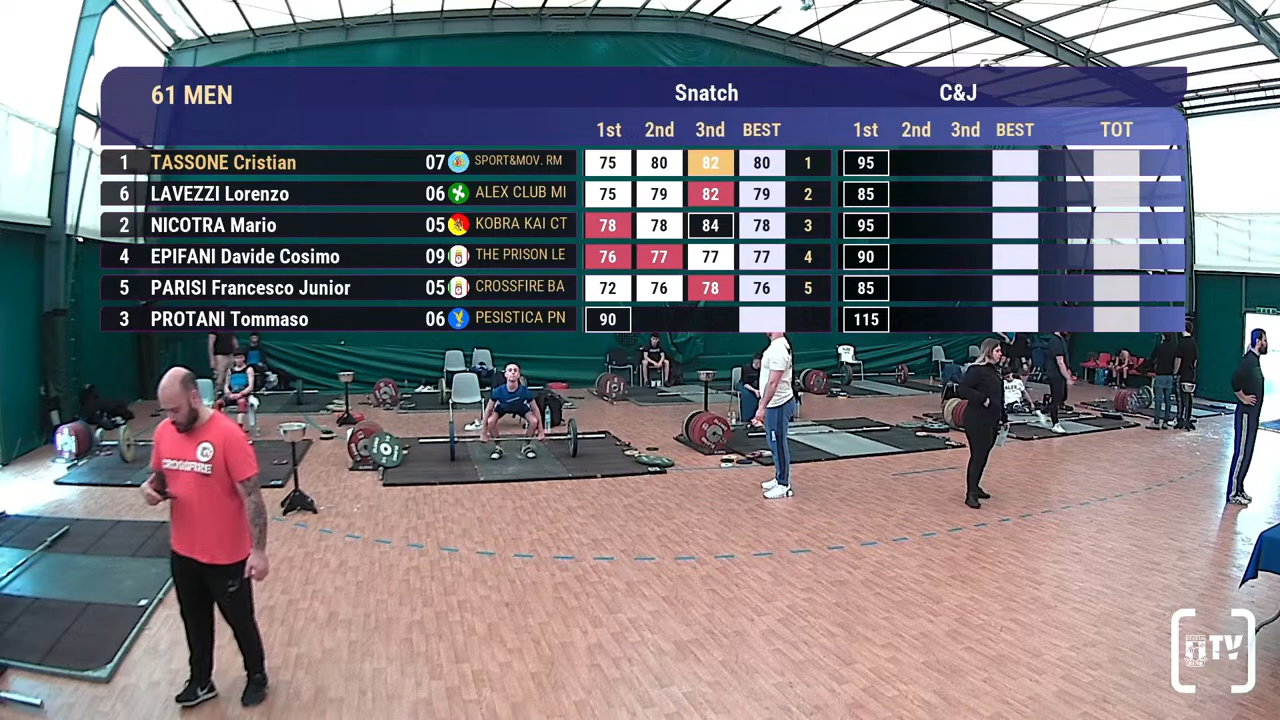 61 MEN Snatch C&J
1st 2nd 3nd BEST 1st 2nd 3nd BEST TOT
1 TASSONE Cristian 07 SPORT&MOV. RM 75 80 82 80 1 95
6 LAVEZZI Lorenzo 06 ALEX CLUB MI 75 79 82 79 2 85
2 NICOTRA Mario 05 KOBRA KAI CT 78 78 84 78 3 95
4 EPIFANI Davide Cosimo 09 THE PRISON LE 76 77 77 77 4 90
5 PARISI Francesco Junior 05 CROSSFIRE BA 72 76 78 76 5 85
3 PROTANI Tommaso 06 PESISTICA PN 90 115
CROSSFIRE
TV